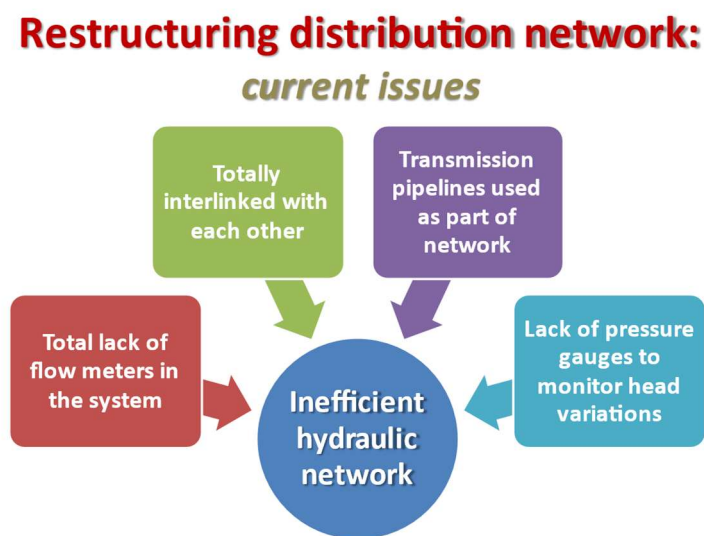 Restructuring distribution network:
current issues
Total lack of
flow meters in
the system
Totally
interlinked with
each other
Transmission
pipelines used
as part of
network
Lack of pressure
gauges to
monitor head
variations
Inefficient
hydraulic
network